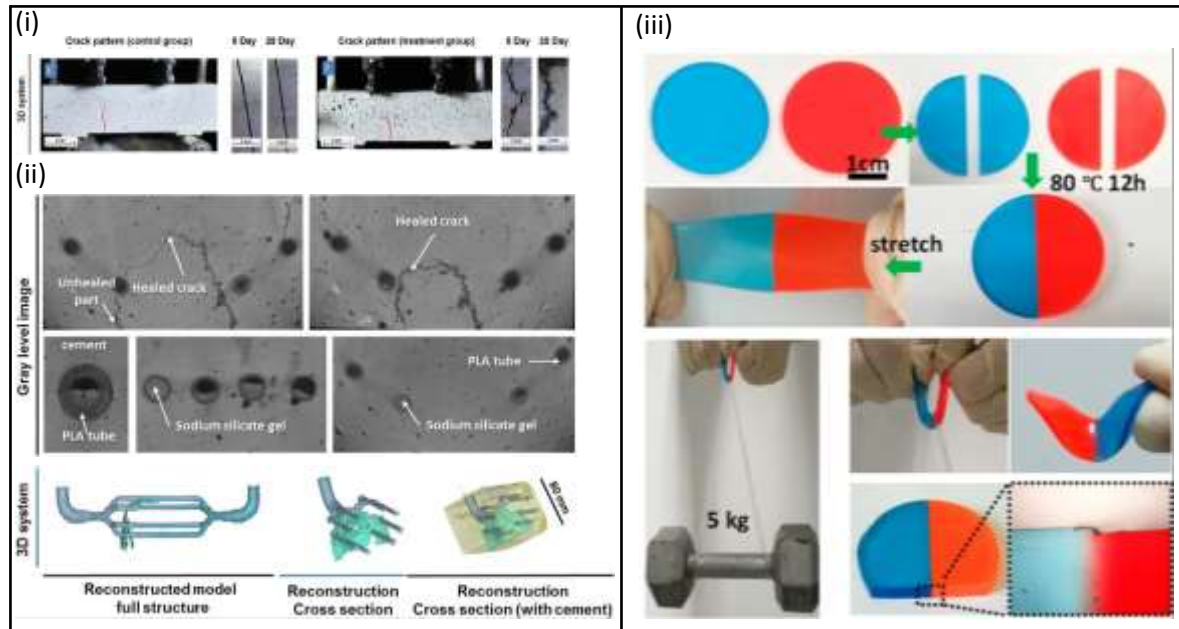 (i)
Crack pattern (control group) 0 Day 28 Day Crack pattern (treatment group) 0 Day 28 Day
3D system
(ii)
Gray level image
Healed crack
Unhealed part
Healed crack
cement
PLA tube
PLA tube
Sodium silicate gel
Sodium silicate gel
3D system
80 mm
Reconstructed model
full structure
Reconstruction
Cross section
Reconstruction
Cross section (with cement)
(iii)
1cm
80 °C 12h
stretch
5 kg